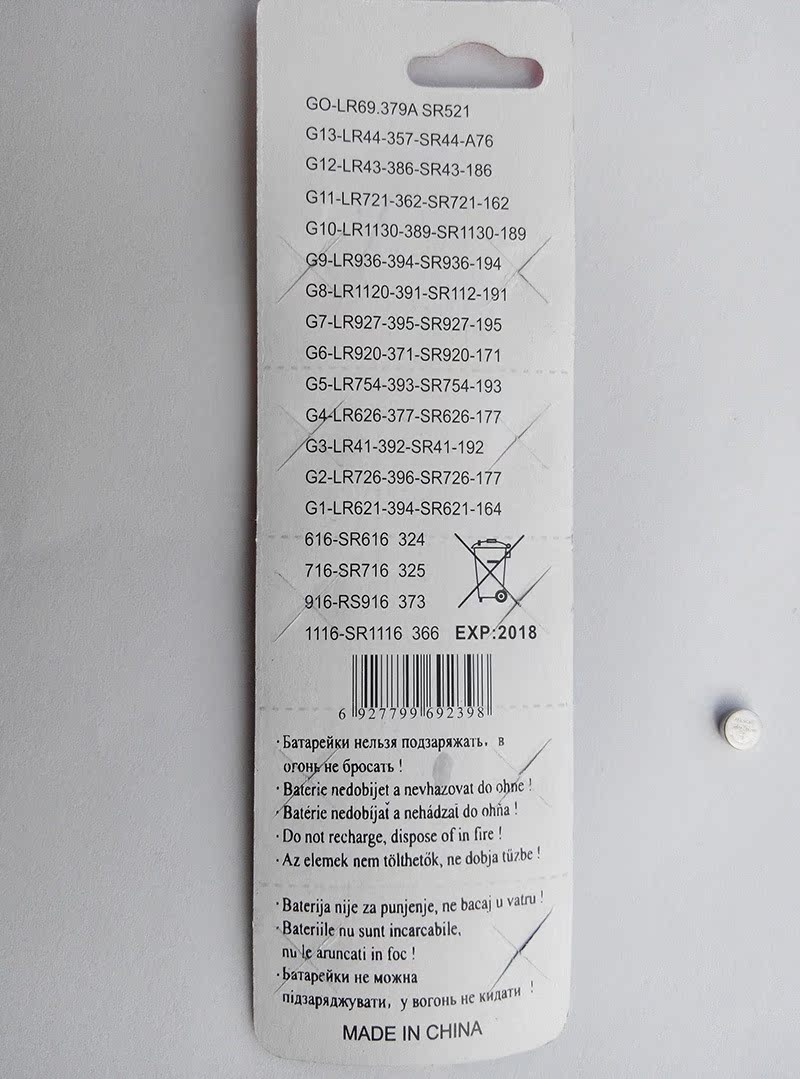 GO-LR69.379A SR521
G13-LR44-357-SR44-A76
G12-LR43-386-SR43-186
G11-LR721-362-SR721-162
G10-LR1130-389-SR1130-189
G9-LR936-394-SR936-194
G8-LR1120-391-SR112-191
G7-LR927-395-SR927-195
G6-LR920-371-SR920-171
G5-LR754-393-SR754-193
G4-LR626-377-SR626-177
G3-LR41-392-SR41-192
G2-LR726-396-SR726-177
G1-LR621-394-SR621-164
616-SR616 324
716-SR716 325
916-RS916 373
1116-SR1116 366 EXP:2018
6 927799 692398
·Батарейки нельзя подзаряжать, в
огонь не бросать !
·Baterie nedobijet a nevhazovat do ohne !
·Batérie nedobíjať a nehádzai do ohňa !
·Do not recharge, dispose of in fire !
·Az elemek nem tölthetők, ne dobja tüzbe !
·Baterija nije za punjenje, ne bacaj u vatru !
·Bateriile nu sunt incarcabile,
nu le aruncati in foc !
·Батарейки не можна
підзаряджувати, у вогонь не кидати !
MADE IN CHINA